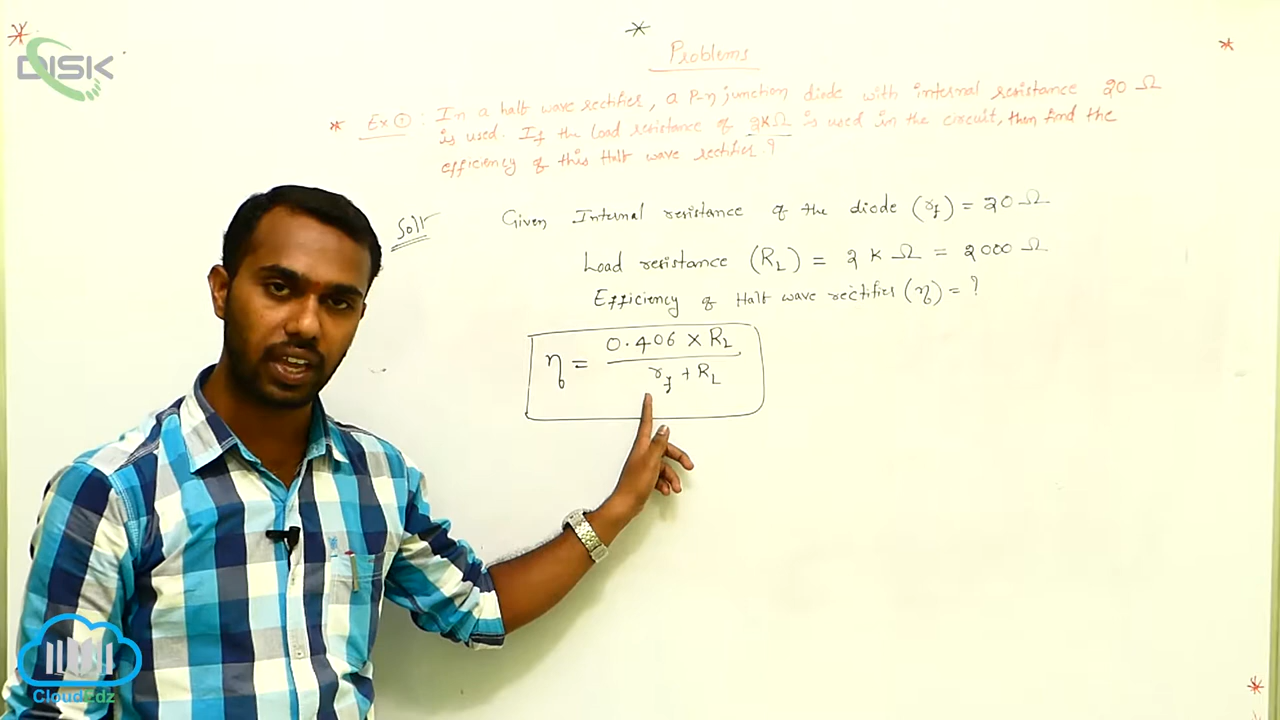 DISK
Problems
* Ex ① : In a half wave rectifier, a P-n junction diode with internal resistance 20 Ω
is used. If the load resistance of 2KΩ is used in the circuit, then find the
efficiency of this Half wave rectifier.?
Solt
Given Internal resistance of the diode (rf) = 20 Ω
Load resistance (RL) = 2 K Ω = 2000 Ω
Efficiency of Half wave rectifier (η) = ?
η = 0.406 × RL / rf + RL
CloudEdz